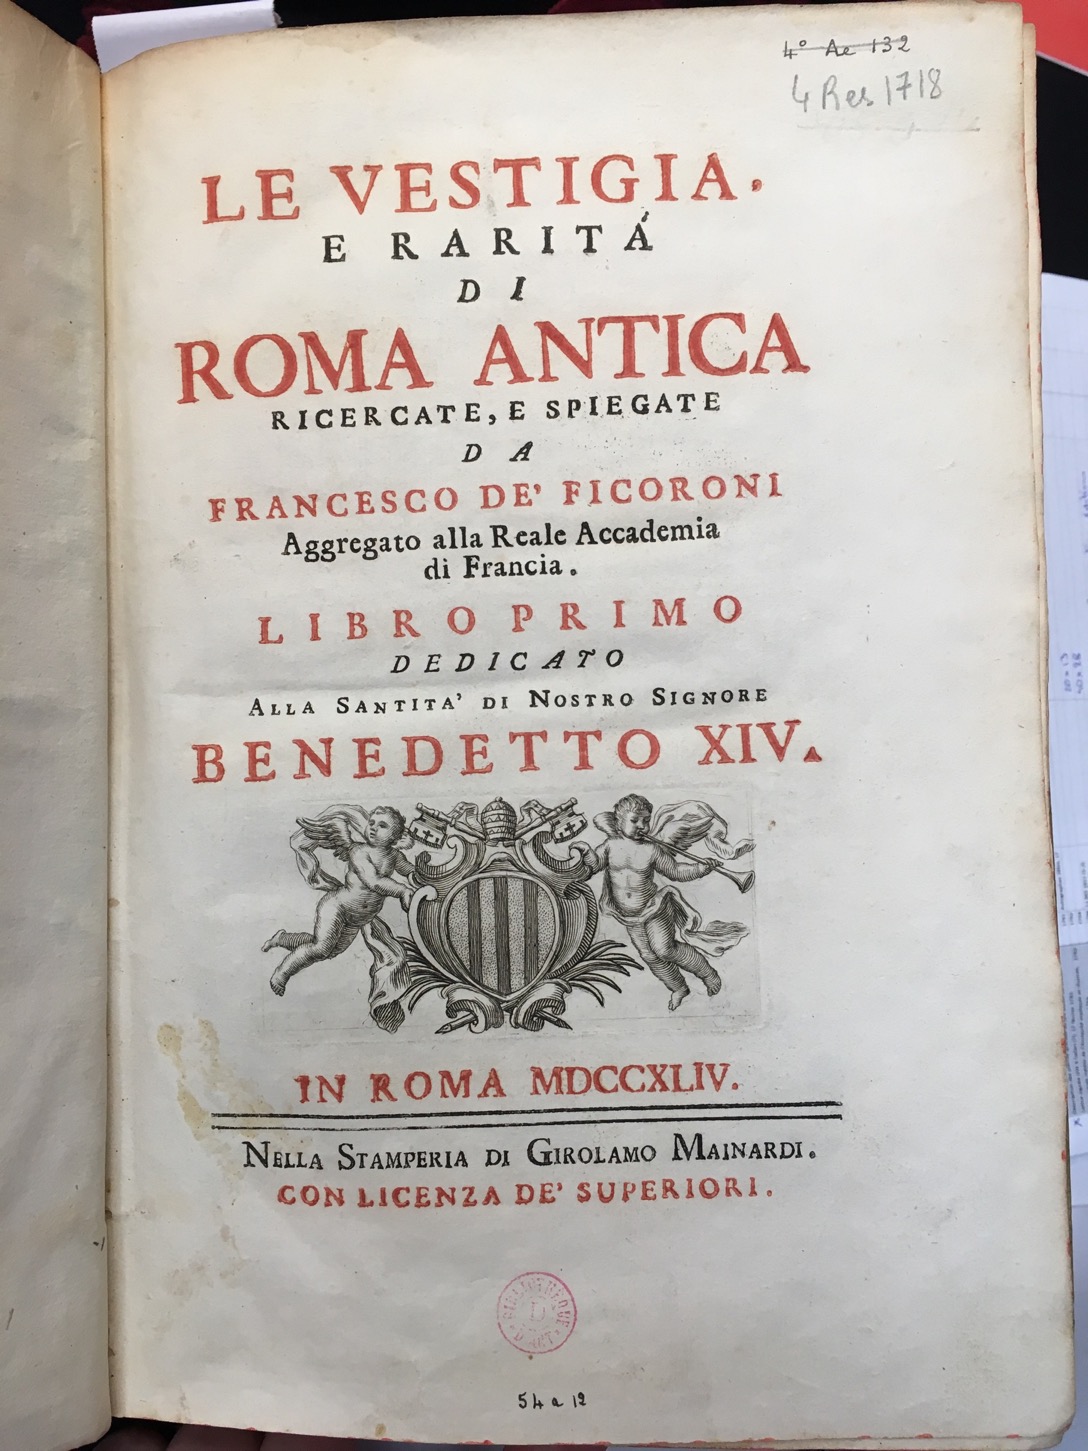 4º Ae 132
4 Res 1718
LE VESTIGIA,
E RARITÁ
DI
ROMA ANTICA
RICERCATE, E SPIEGATE
DA
FRANCESCO DE' FICORONI
Aggregato alla Reale Accademia
di Francia.
LIBRO PRIMO
DEDICATO
ALLA SANTITA' DI NOSTRO SIGNORE
BENEDETTO XIV.
IN ROMA MDCCXLIV.
NELLA STAMPERIA DI GIROLAMO MAINARDI.
CON LICENZA DE' SUPERIORI.